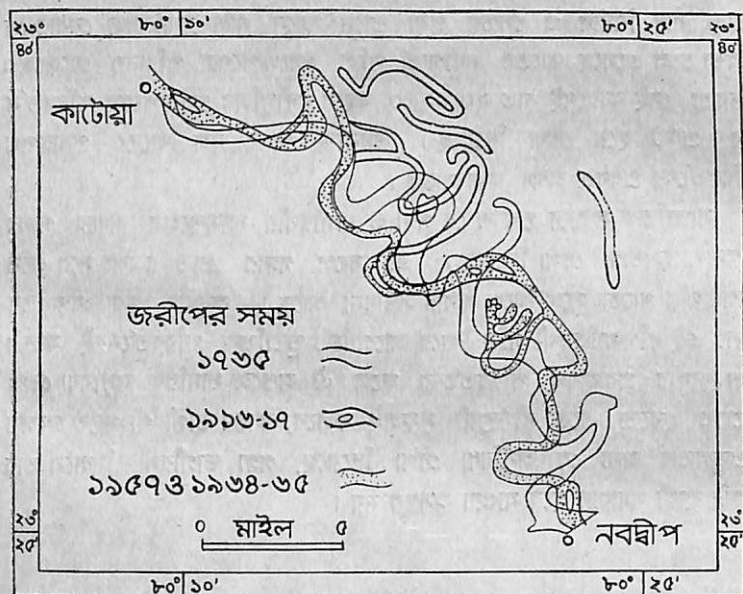 ২৩° ৮০° ১০' ৮০° ২৫' ২৩°
৪০' ৪০'
কাটোয়া
জরীপের সময়
১৭৬৫
১৯১৬-১৭
১৯৫৭ ও ১৯৬৪-৬৫
০ মাইল ৫
নবদ্বীপ
২৩° ২৩°
২৫' ২৫'
৮০° ১০' ৮০° ২৫'